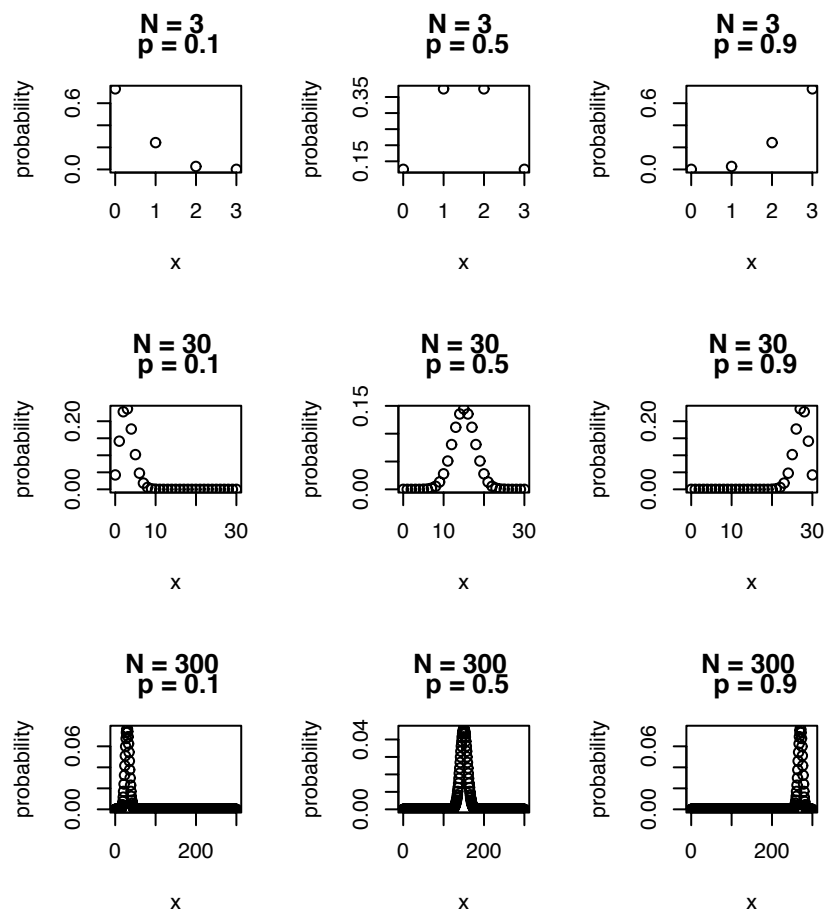 N = 3
p = 0.1
probability
0.0
0.6
0 1 2 3
x
N = 3
p = 0.5
probability
0.15
0.35
0 1 2 3
x
N = 3
p = 0.9
probability
0.0
0.6
0 1 2 3
x
N = 30
p = 0.1
probability
0.00
0.20
0 10 30
x
N = 30
p = 0.5
probability
0.00
0.15
0 10 30
x
N = 30
p = 0.9
probability
0.00
0.20
0 10 30
x
N = 300
p = 0.1
probability
0.00
0.06
0 200
x
N = 300
p = 0.5
probability
0.00
0.04
0 200
x
N = 300
p = 0.9
probability
0.00
0.06
0 200
x